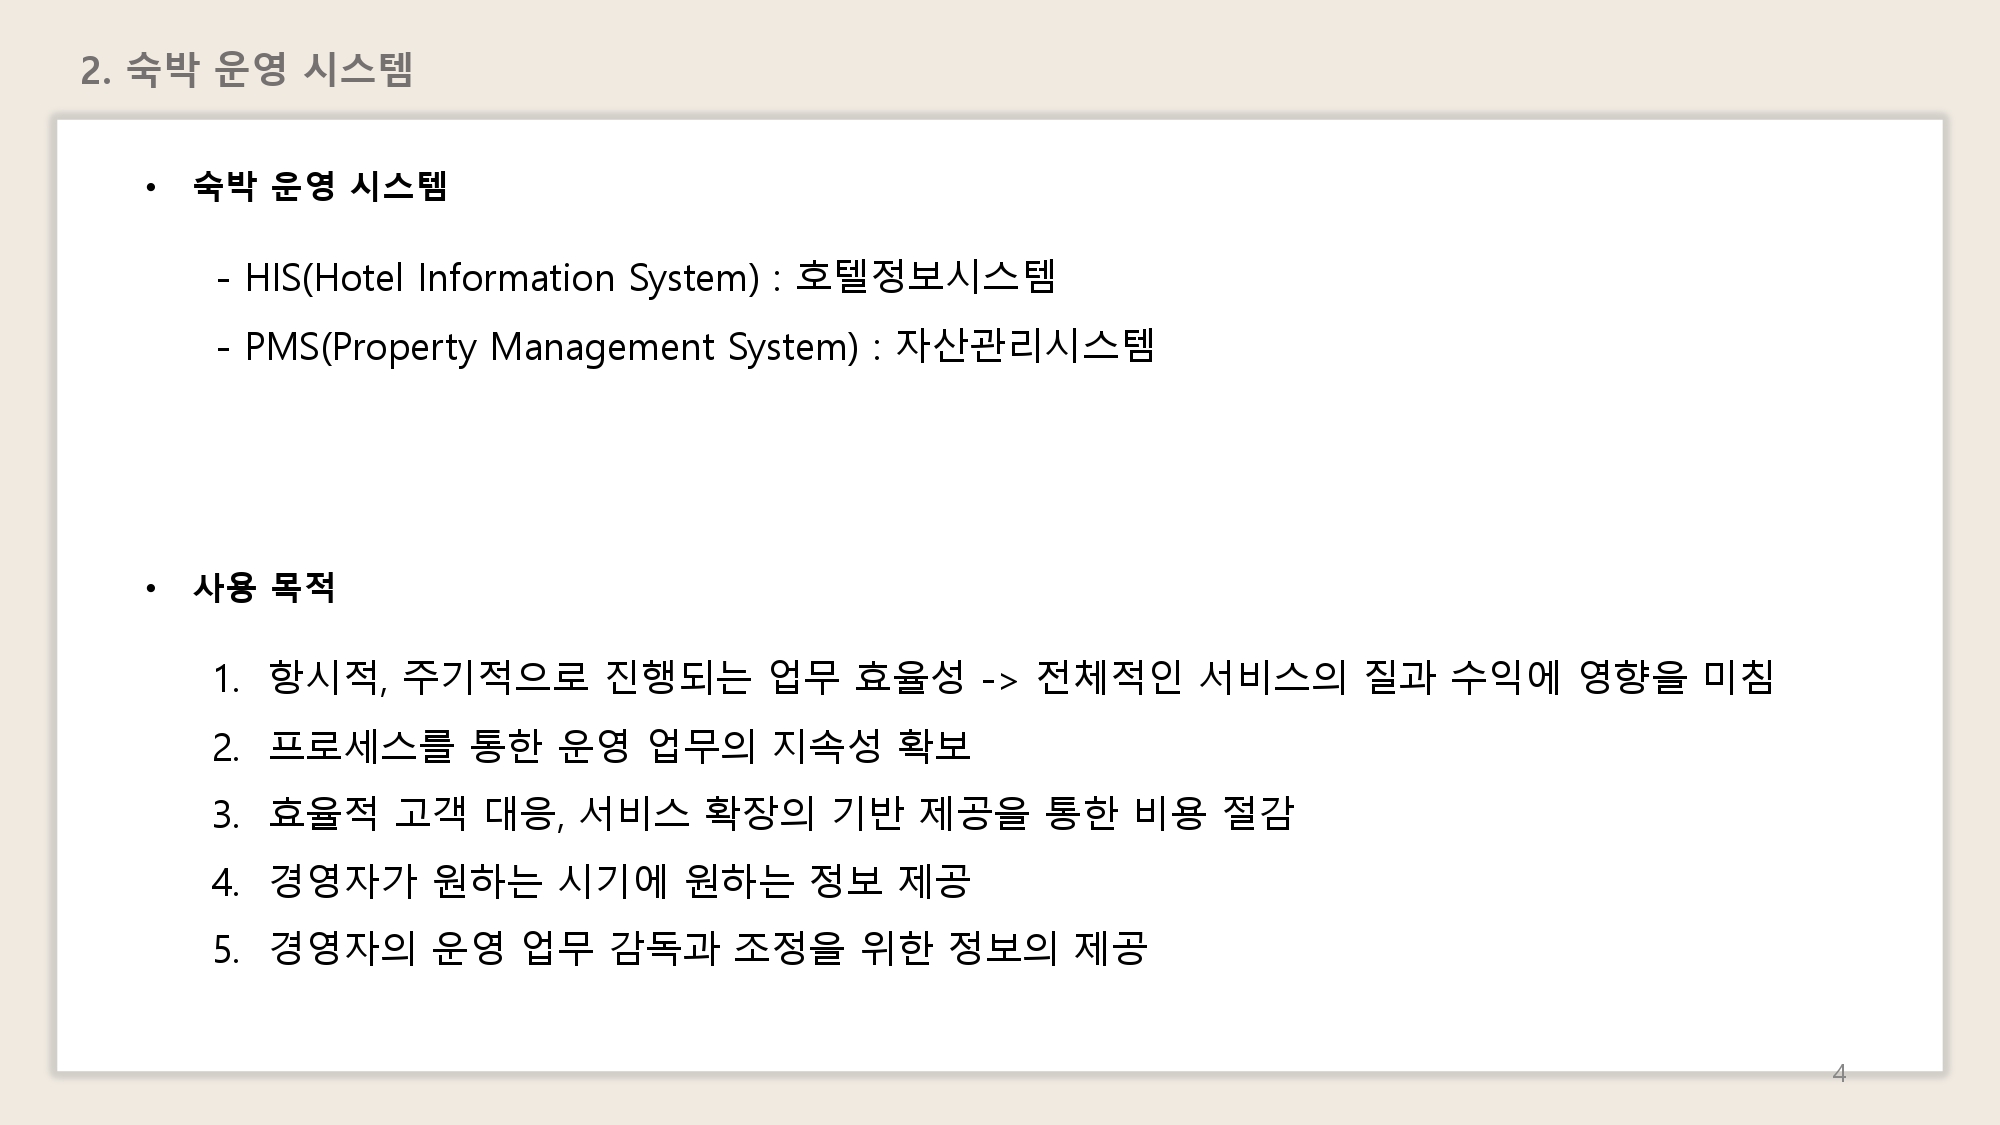 2. 숙박 운영 시스템
• 숙박 운영 시스템
- HIS(Hotel Information System) : 호텔정보시스템
- PMS(Property Management System) : 자산관리시스템
• 사용 목적
1. 항시적, 주기적으로 진행되는 업무 효율성 -> 전체적인 서비스의 질과 수익에 영향을 미침
2. 프로세스를 통한 운영 업무의 지속성 확보
3. 효율적 고객 대응, 서비스 확장의 기반 제공을 통한 비용 절감
4. 경영자가 원하는 시기에 원하는 정보 제공
5. 경영자의 운영 업무 감독과 조정을 위한 정보의 제공
4